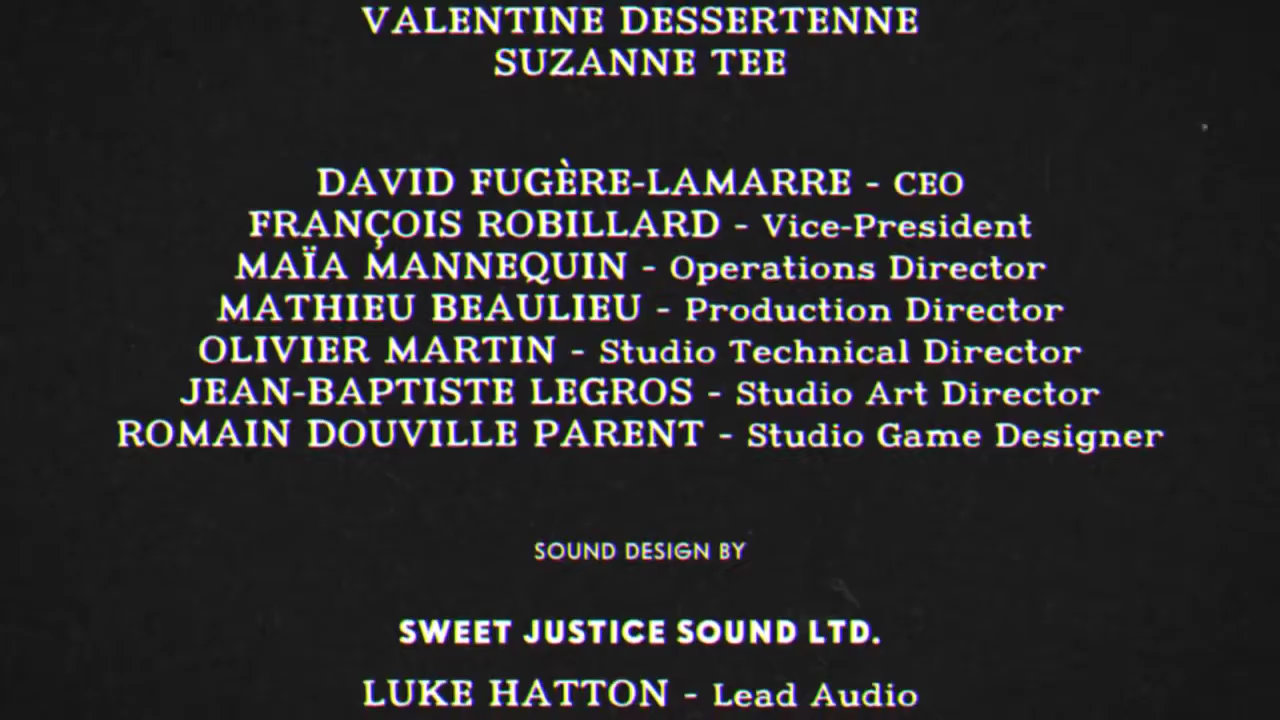 VALENTINE DESSERTENNE
SUZANNE TEE
DAVID FUGÈRE-LAMARRE - CEO
FRANÇOIS ROBILLARD - Vice-President
MAÏA MANNEQUIN - Operations Director
MATHIEU BEAULIEU - Production Director
OLIVIER MARTIN - Studio Technical Director
JEAN-BAPTISTE LEGROS - Studio Art Director
ROMAIN DOUVILLE PARENT - Studio Game Designer
SOUND DESIGN BY
SWEET JUSTICE SOUND LTD.
LUKE HATTON - Lead Audio